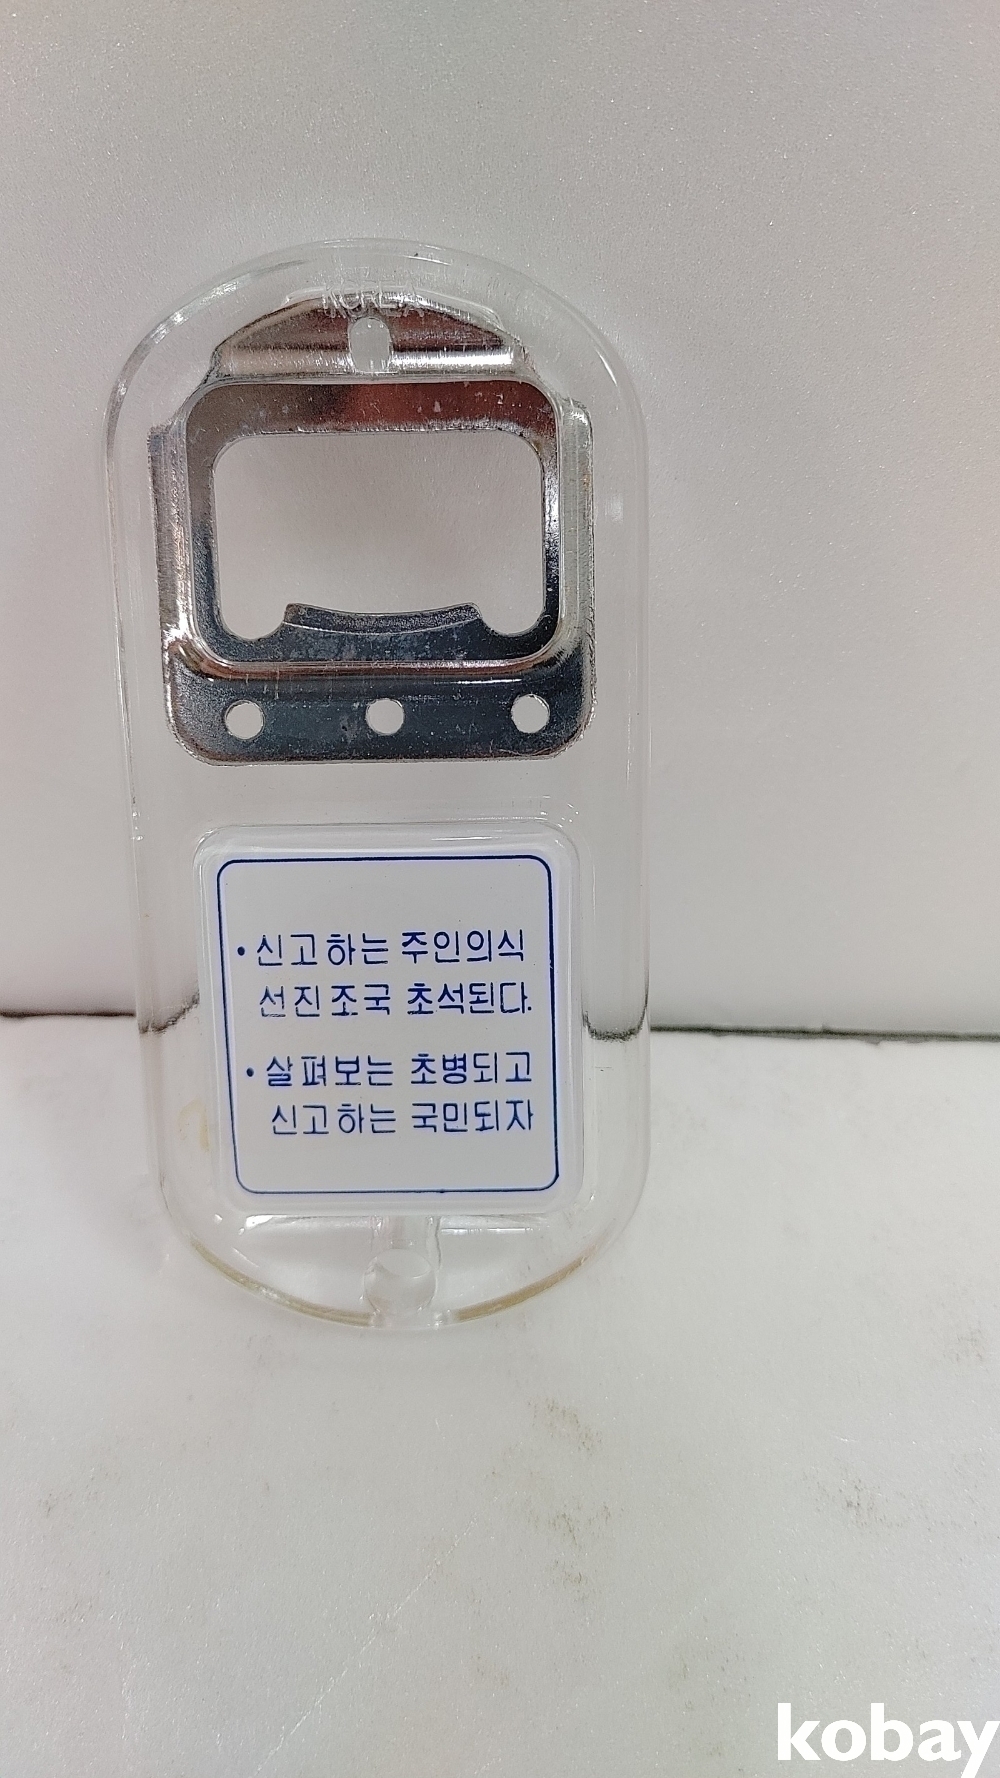 KOREA
• 신고하는 주인의식
선진조국 초석된다.
• 살펴보는 초병되고
신고하는 국민되자
kobay